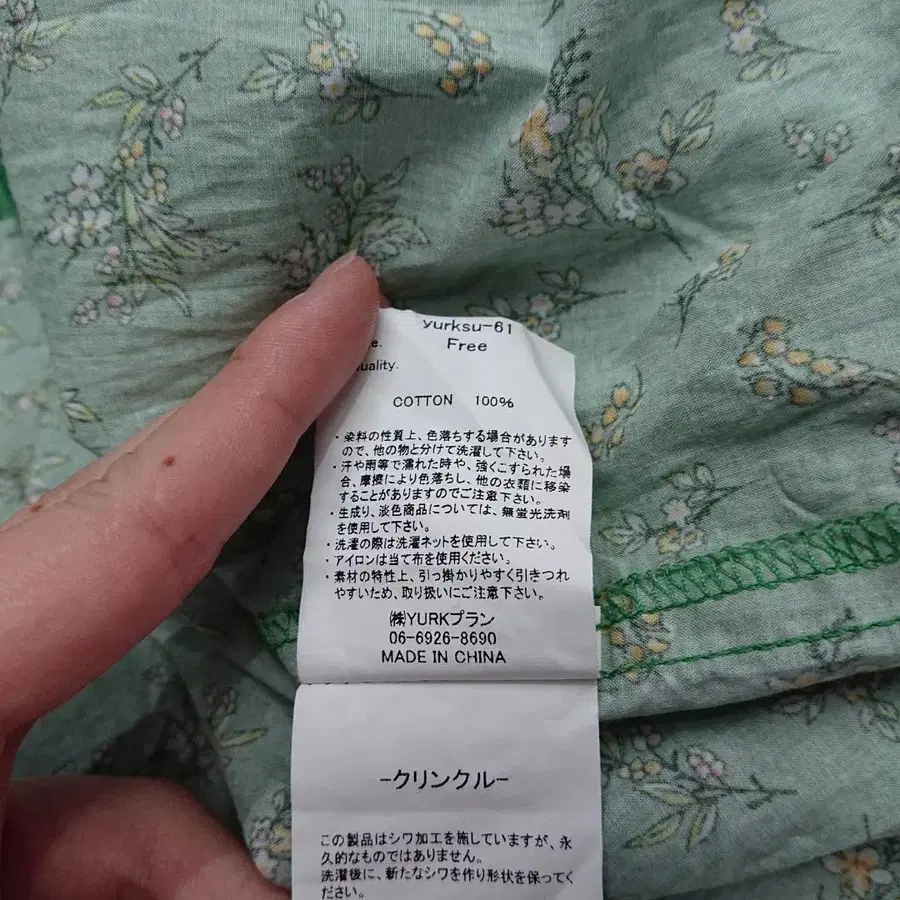 yurksu-61
Free
COTTON 100%
・染料の性質上、色落ちする場合があります
ので、他の物と分けて洗濯して下さい。
・汗や雨等で濡れた時や、強くこすられた場
合、摩擦により色落ちし、他の衣類に移染
することがありますのでご注意下さい。
・生成り、淡色商品については、無蛍光洗剤
を使用して下さい。
・洗濯の際は洗濯ネットを使用して下さい。
・アイロンは当て布を使用ください。
・素材の特性上、引っ掛かりやすく引きつれ
やすいため、取り扱いにご注意下さい。
㈱YURKプラン
06-6926-8690
MADE IN CHINA
-クリンクル-
この製品はシワ加工を施していますが、永
久的なものではありません。
洗濯後に、新たなシワを作り形状を保ってく
ださい。